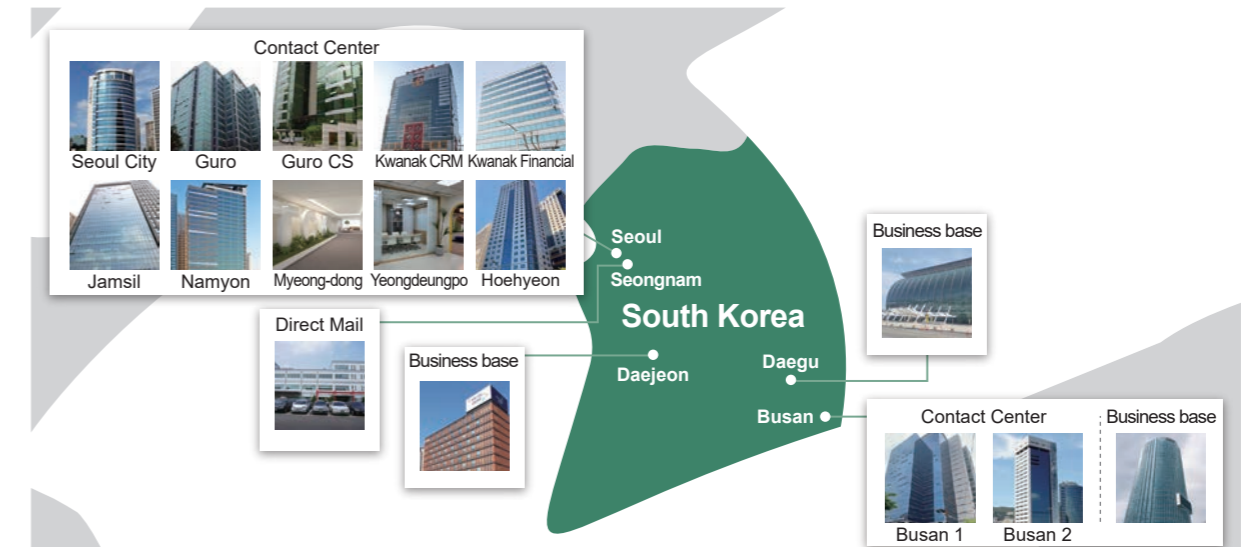 Contact Center
Seoul City
Guro
Guro CS
Kwanak CRM
Kwanak Financial
Jamsil
Namyon
Myeong-dong
Yeongdeungpo
Hoehyeon
Seoul
Seongnam
South Korea
Direct Mail
Business base
Daejeon
Business base
Daegu
Busan
Contact Center
Business base
Busan 1
Busan 2